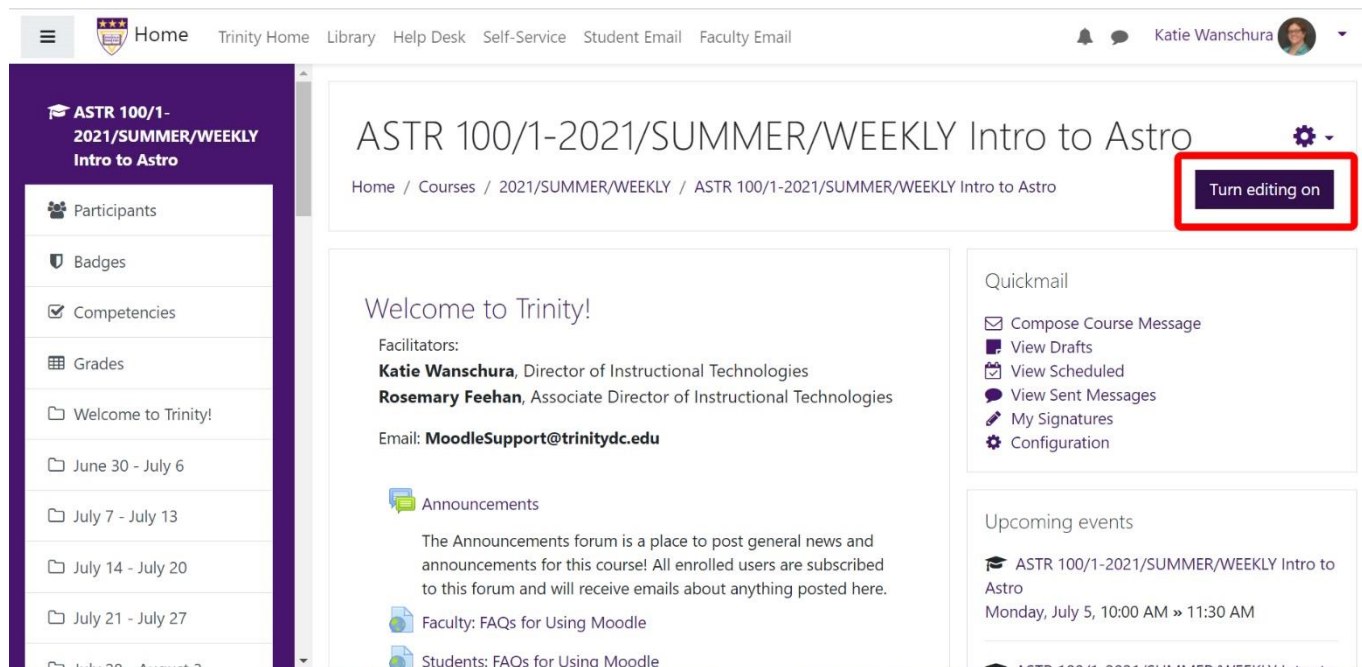 Home Trinity Home Library Help Desk Self-Service Student Email Faculty Email Katie Wanschura
ASTR 100/1-
2021/SUMMER/WEEKLY
Intro to Astro
Participants
Badges
Competencies
Grades
Welcome to Trinity!
June 30 - July 6
July 7 - July 13
July 14 - July 20
July 21 - July 27
ASTR 100/1-2021/SUMMER/WEEKLY Intro to Astro
Home / Courses / 2021/SUMMER/WEEKLY / ASTR 100/1-2021/SUMMER/WEEKLY Intro to Astro
Turn editing on
Welcome to Trinity!
Facilitators:
Katie Wanschura, Director of Instructional Technologies
Rosemary Feehan, Associate Director of Instructional Technologies
Email: MoodleSupport@trinitydc.edu
Announcements
The Announcements forum is a place to post general news and
announcements for this course! All enrolled users are subscribed
to this forum and will receive emails about anything posted here.
Faculty: FAQs for Using Moodle
Students: FAQs for Using Moodle
Quickmail
Compose Course Message
View Drafts
View Scheduled
View Sent Messages
My Signatures
Configuration
Upcoming events
ASTR 100/1-2021/SUMMER/WEEKLY Intro to
Astro
Monday, July 5, 10:00 AM » 11:30 AM